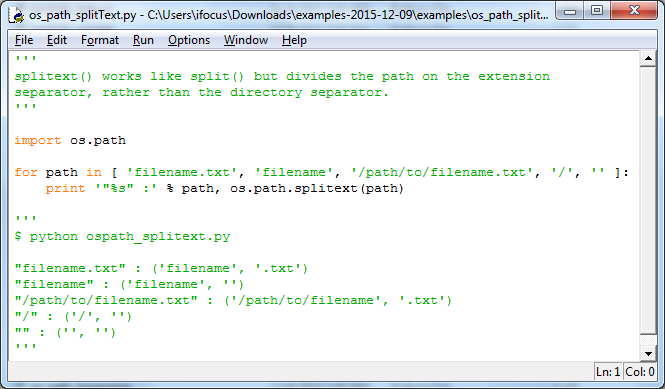 os_path_splitText.py - C:\Users\ifocus\Downloads\examples-2015-12-09\examples\os_path_split...
File Edit Format Run Options Window Help
'''
splitext() works like split() but divides the path on the extension
separator, rather than the directory separator.
'''
import os.path
for path in [ 'filename.txt', 'filename', '/path/to/filename.txt', '/', '' ]:
    print '"%s" :' % path, os.path.splitext(path)
'''
$ python ospath_splitext.py
"filename.txt" : ('filename', '.txt')
"filename" : ('filename', '')
"/path/to/filename.txt" : ('/path/to/filename', '.txt')
"/" : ('/', '')
"" : ('', '')
'''
Ln: 1 Col: 0